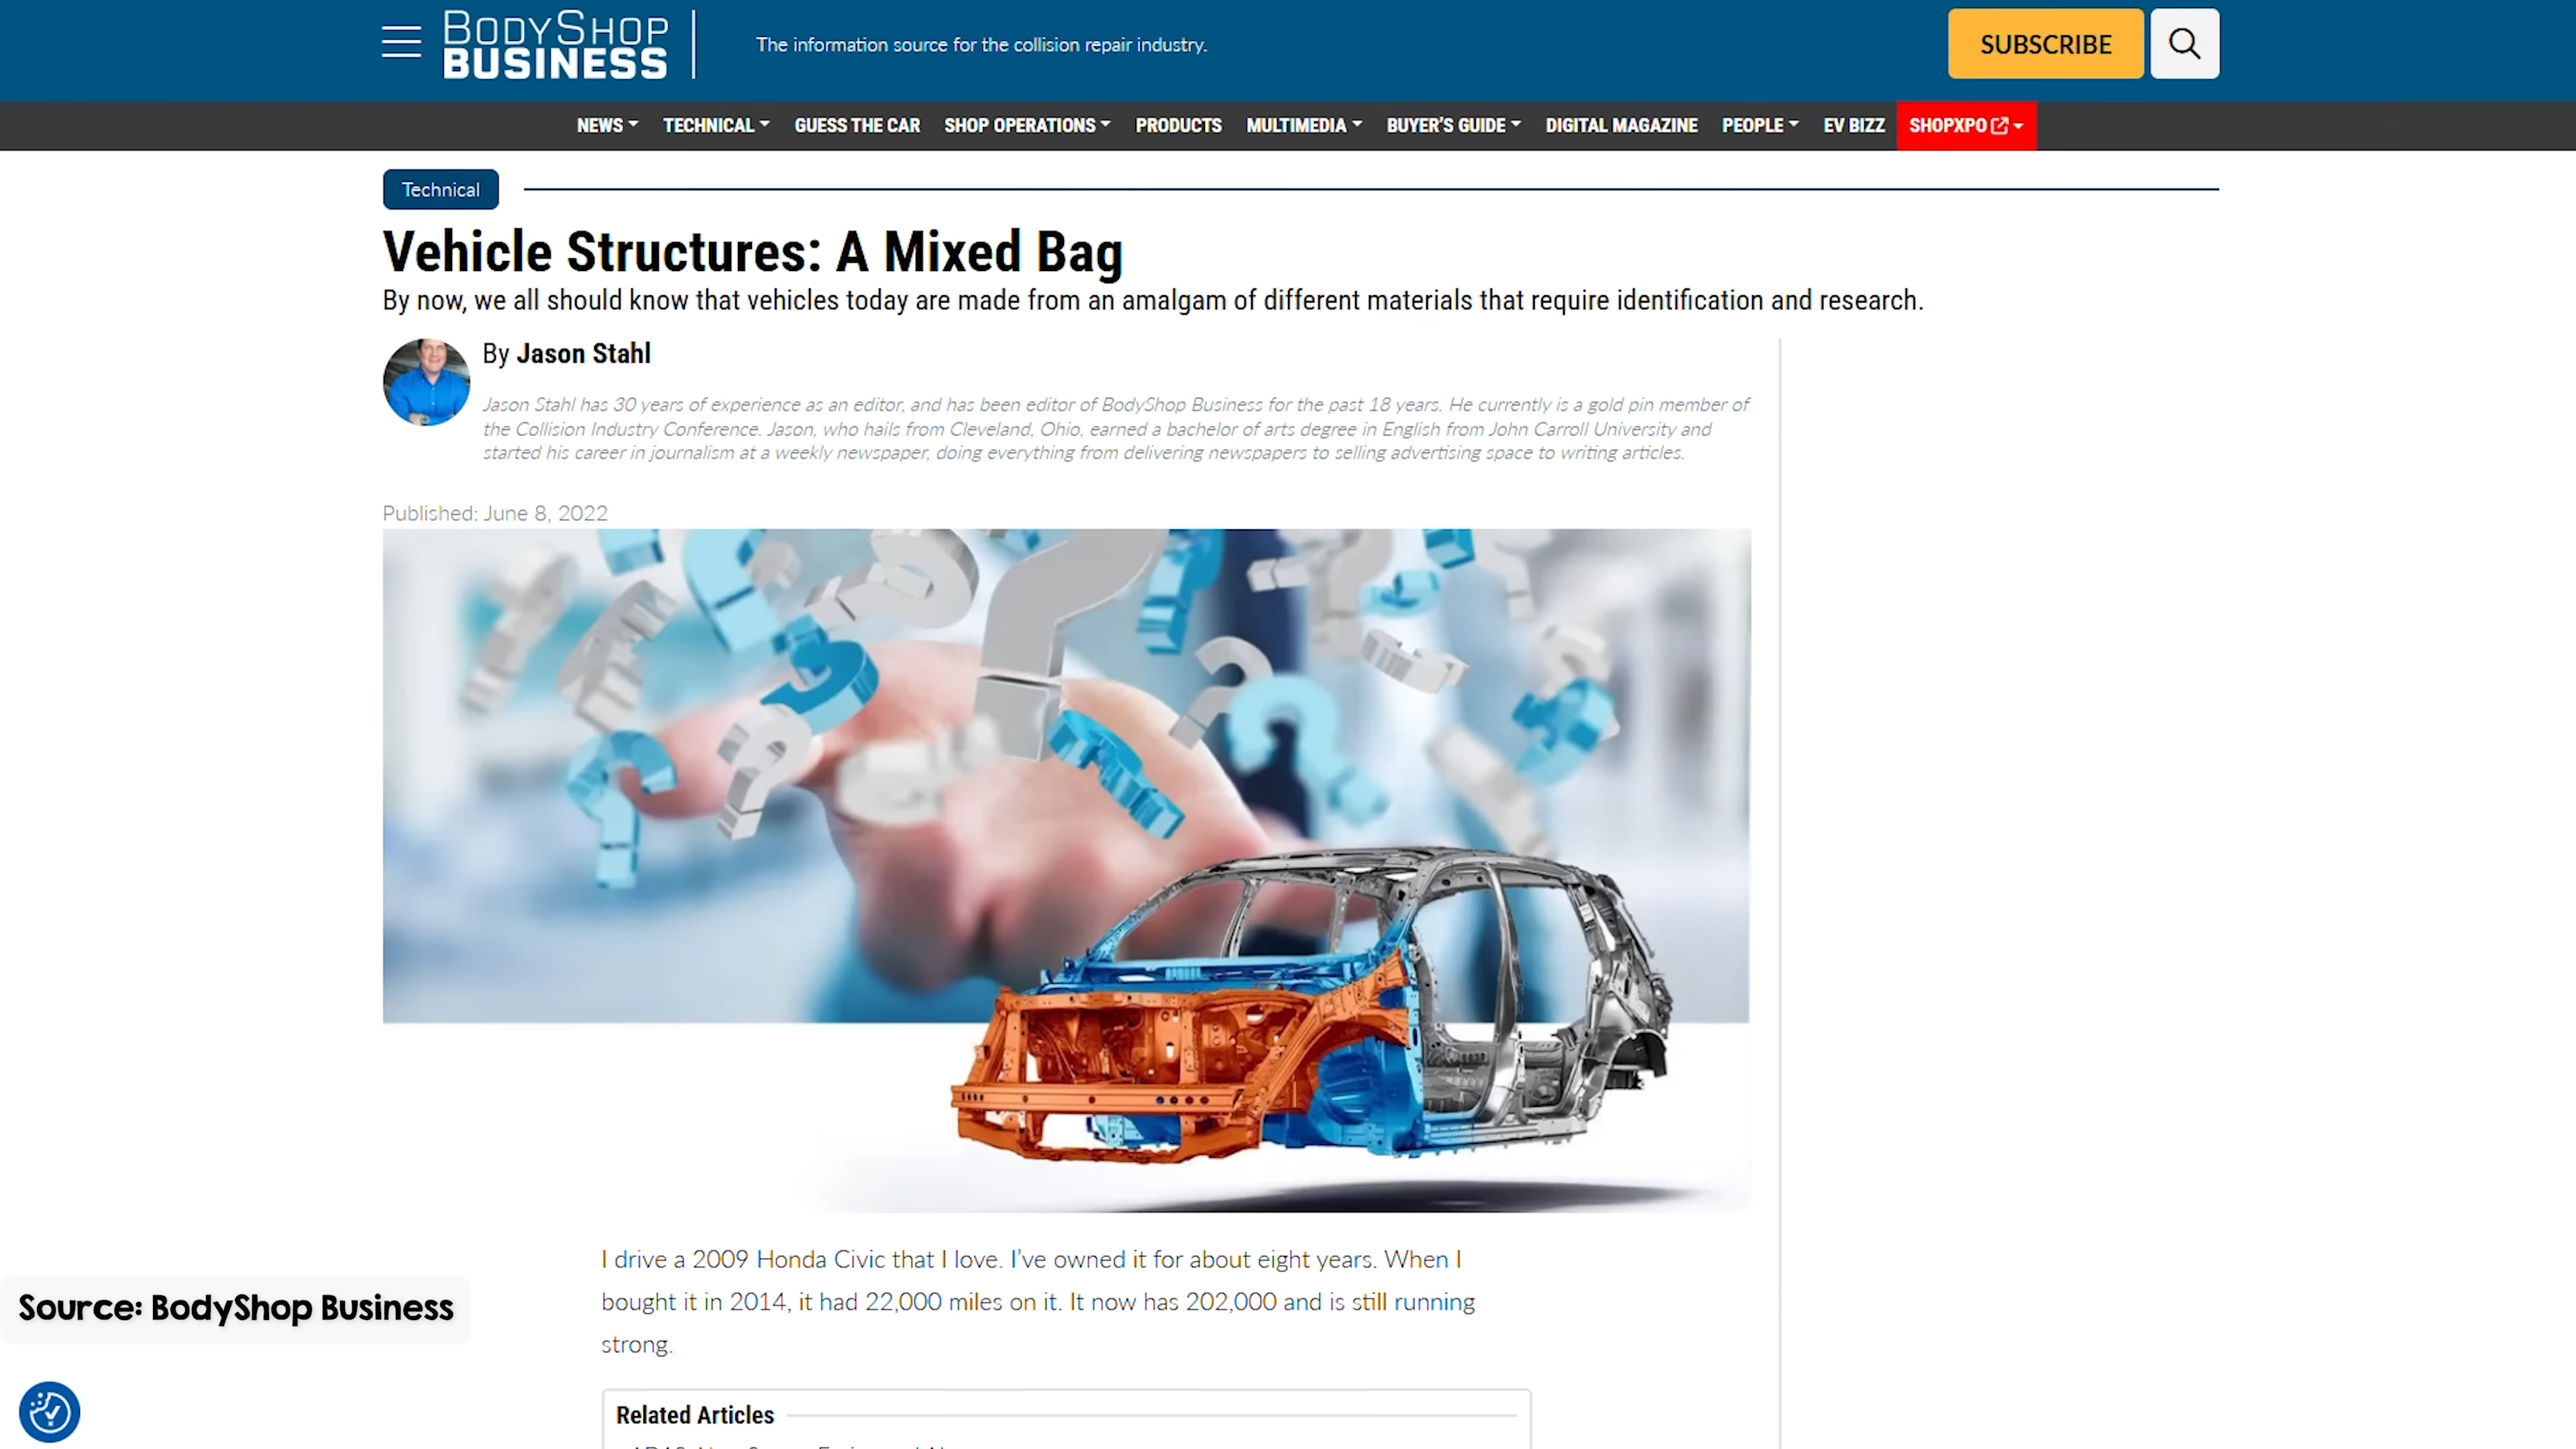 BODYSHOP
BUSINESS
The information source for the collision repair industry.
SUBSCRIBE
NEWS TECHNICAL GUESS THE CAR SHOP OPERATIONS PRODUCTS MULTIMEDIA BUYER'S GUIDE DIGITAL MAGAZINE PEOPLE EV BIZZ SHOPXPO
Technical
Vehicle Structures: A Mixed Bag
By now, we all should know that vehicles today are made from an amalgam of different materials that require identification and research.
By Jason Stahl
Jason Stahl has 30 years of experience as an editor, and has been editor of BodyShop Business for the past 18 years. He currently is a gold pin member of
the Collision Industry Conference. Jason, who hails from Cleveland, Ohio, earned a bachelor of arts degree in English from John Carroll University and
started his career in journalism at a weekly newspaper, doing everything from delivering newspapers to selling advertising space to writing articles.
Published: June 8, 2022
I drive a 2009 Honda Civic that I love. I've owned it for about eight years. When I
bought it in 2014, it had 22,000 miles on it. It now has 202,000 and is still running
strong.
Source: BodyShop Business
Related Articles